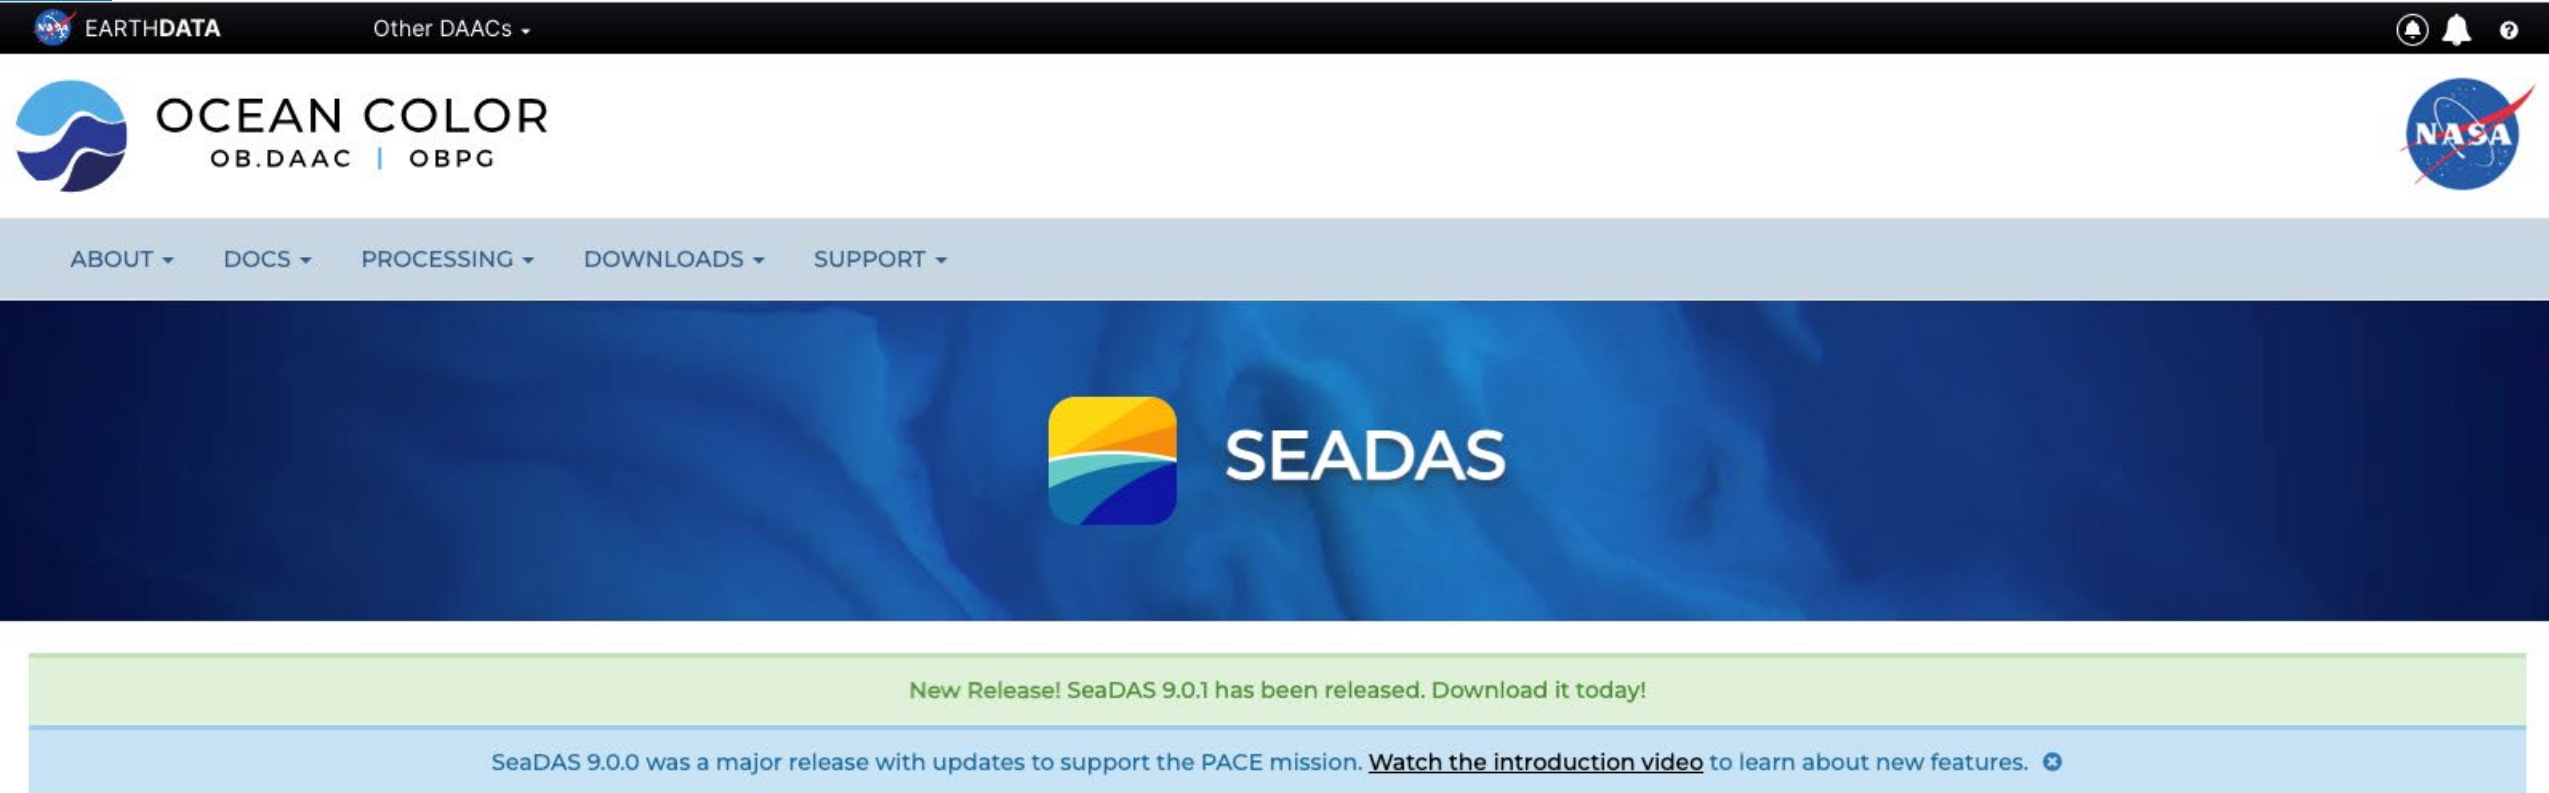 EARTHDATA
Other DAACs
OCEAN COLOR
OB.DAAC | OBPG
NASA
ABOUT DOCS PROCESSING DOWNLOADS SUPPORT
SEADAS
New Release! SeaDAS 9.0.1 has been released. Download it today!
SeaDAS 9.0.0 was a major release with updates to support the PACE mission. Watch the introduction video to learn about new features.